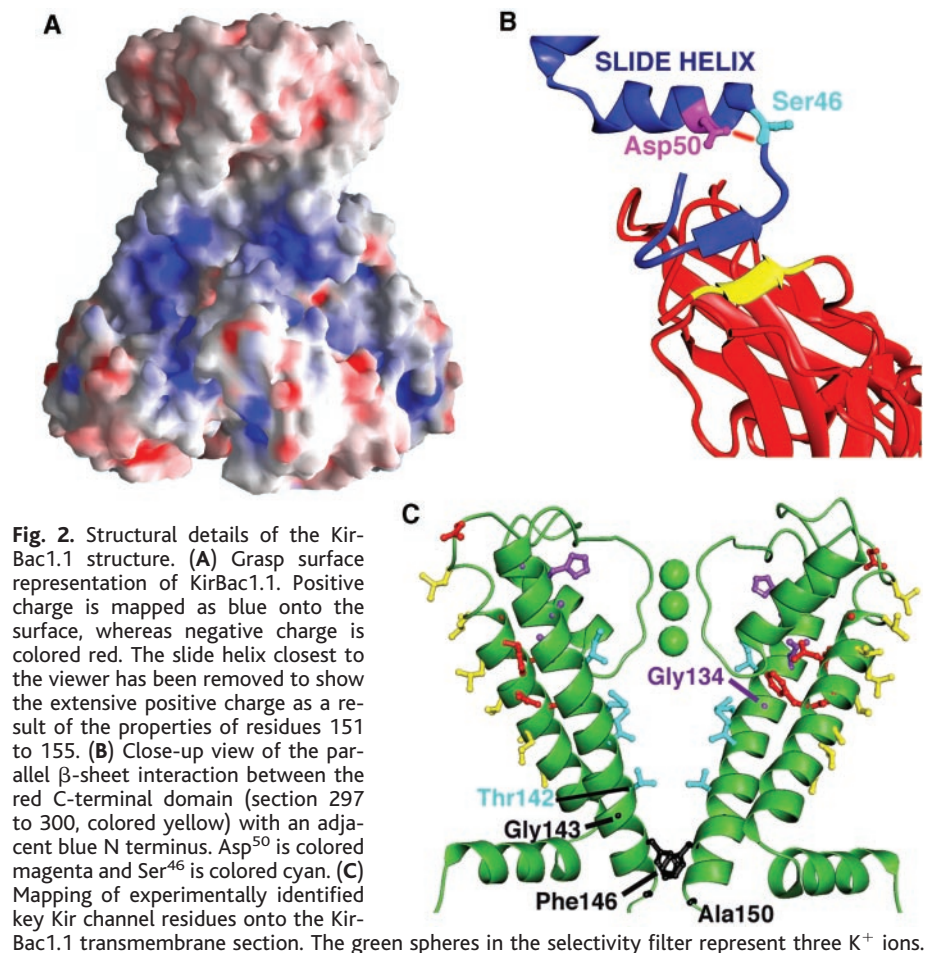 A
B
SLIDE HELIX
Ser46
Asp50
C
Gly134
Thr142
Gly143
Phe146
Ala150
Fig. 2. Structural details of the Kir-
Bac1.1 structure. (A) Grasp surface
representation of KirBac1.1. Positive
charge is mapped as blue onto the
surface, whereas negative charge is
colored red. The slide helix closest to
the viewer has been removed to show
the extensive positive charge as a re-
sult of the properties of residues 151
to 155. (B) Close-up view of the par-
allel β-sheet interaction between the
red C-terminal domain (section 297
to 300, colored yellow) with an adja-
cent blue N terminus. Asp⁵⁰ is colored
magenta and Ser⁴⁶ is colored cyan. (C)
Mapping of experimentally identified
key Kir channel residues onto the Kir-
Bac1.1 transmembrane section. The green spheres in the selectivity filter represent three K⁺ ions.